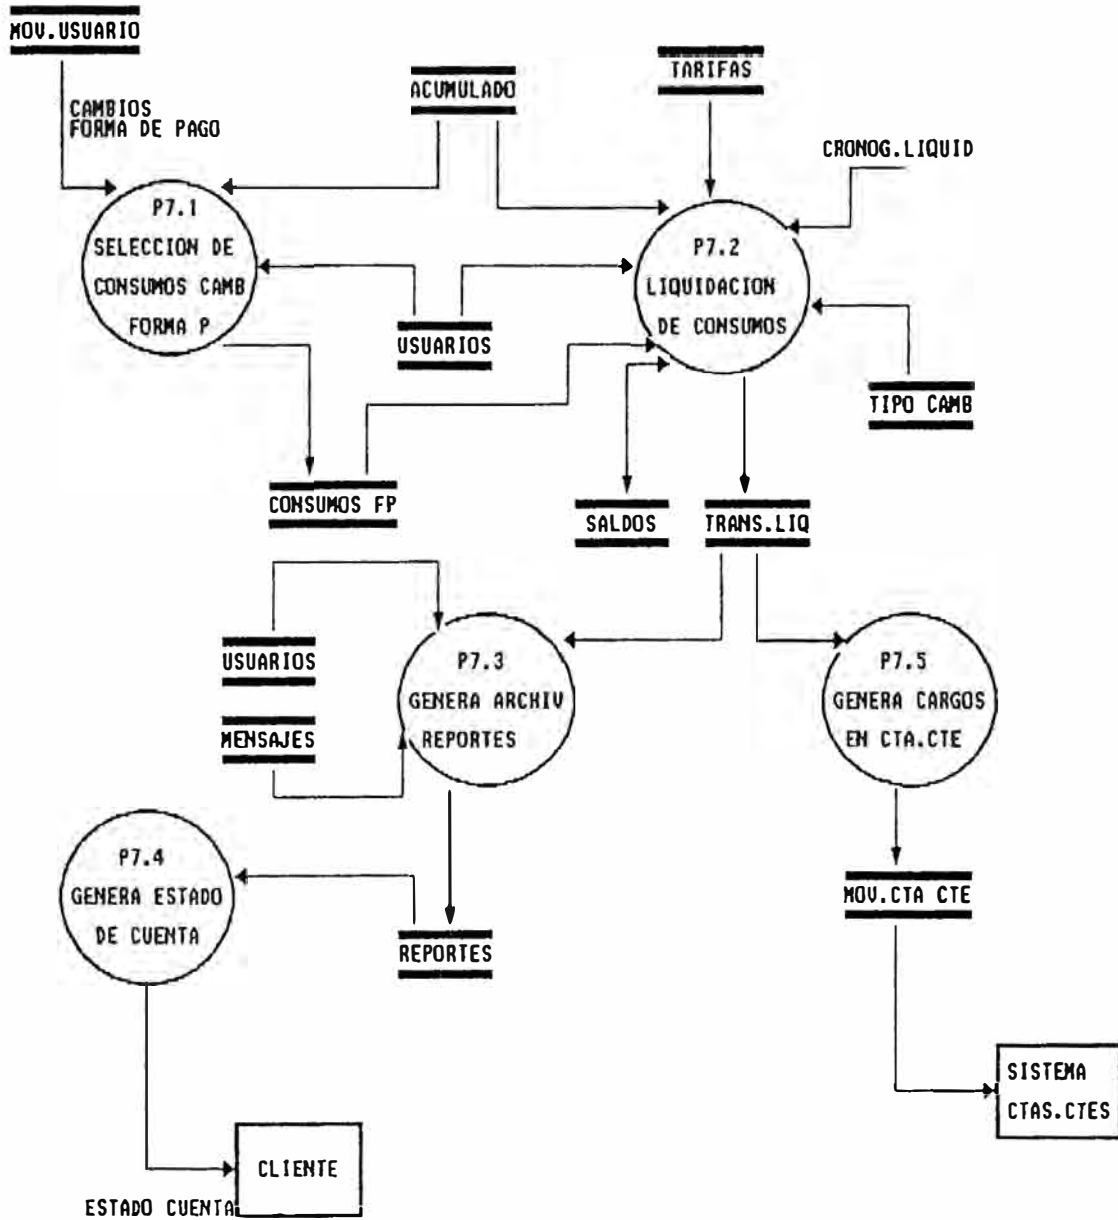 MOV.USUARIO
CAMBIOS
FORMA DE PAGO
ACUMULADO
TARIFAS
CRONOG.LIQUID
P7.1
SELECCION DE
CONSUMOS CAMB
FORMA P
P7.2
LIQUIDACION
DE CONSUMOS
USUARIOS
TIPO CAMB
CONSUMOS FP
SALDOS
TRANS.LIQ
USUARIOS
MENSAJES
P7.3
GENERA ARCHIV
REPORTES
P7.5
GENERA CARGOS
EN CTA.CTE
P7.4
GENERA ESTADO
DE CUENTA
REPORTES
MOV.CTA CTE
SISTEMA
CTAS.CTES
CLIENTE
ESTADO CUENTA